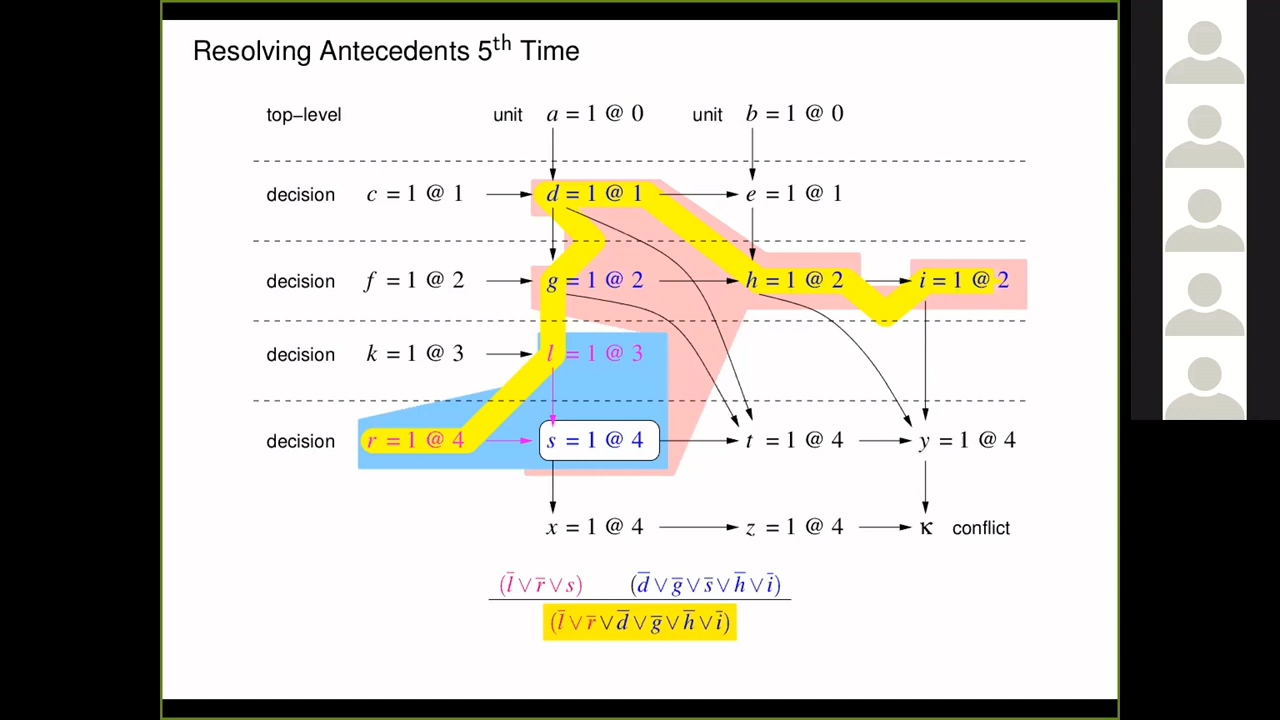 Resolving Antecedents 5th Time
top–level unit a = 1 @ 0 unit b = 1 @ 0
decision c = 1 @ 1 d = 1 @ 1 e = 1 @ 1
decision f = 1 @ 2 g = 1 @ 2 h = 1 @ 2 i = 1 @ 2
decision k = 1 @ 3 l = 1 @ 3
decision r = 1 @ 4 s = 1 @ 4 t = 1 @ 4 y = 1 @ 4
x = 1 @ 4 z = 1 @ 4 κ conflict
(l̄ ∨ r̄ ∨ s) (d̄ ∨ ḡ ∨ s̄ ∨ h̄ ∨ ī)
(l̄ ∨ r̄ ∨ d̄ ∨ ḡ ∨ h̄ ∨ ī)